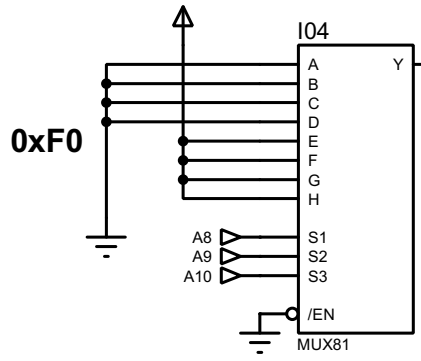 I04
A Y
B
C
D
0xF0
E
F
G
H
A8 S1
A9 S2
A10 S3
/EN
MUX81